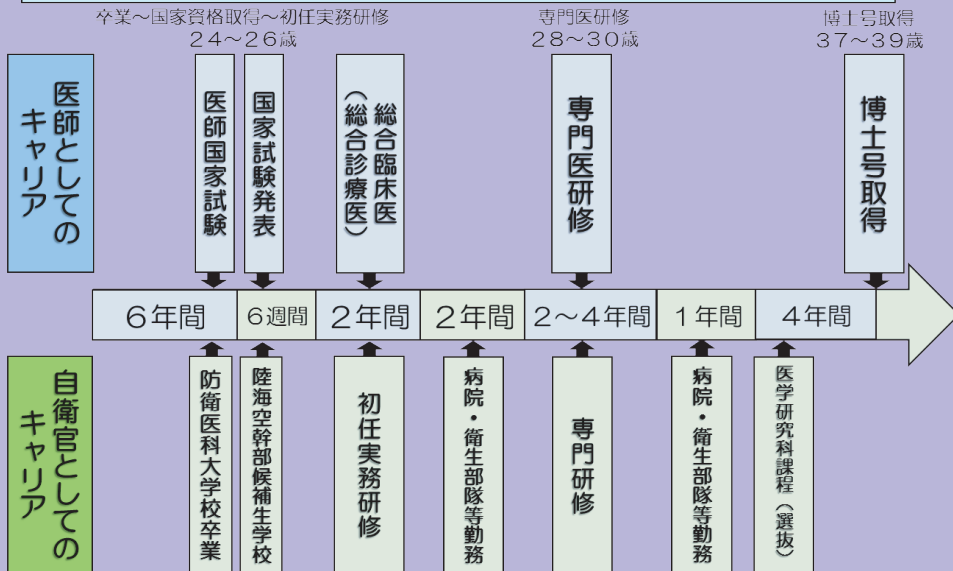 卒業～国家資格取得～初任実務研修
24～26歳
専門医研修
28～30歳
博士号取得
37～39歳
医師としての
キャリア
医師国家試験
国家試験発表
総合臨床医
（総合診療医）
専門医研修
博士号取得
6年間
6週間
2年間
2年間
2～4年間
1年間
4年間
自衛官としての
キャリア
防衛医科大学校卒業
陸海空幹部候補生学校
初任実務研修
病院・衛生部隊等勤務
専門研修
病院・衛生部隊等勤務
医学研究科課程（選抜）